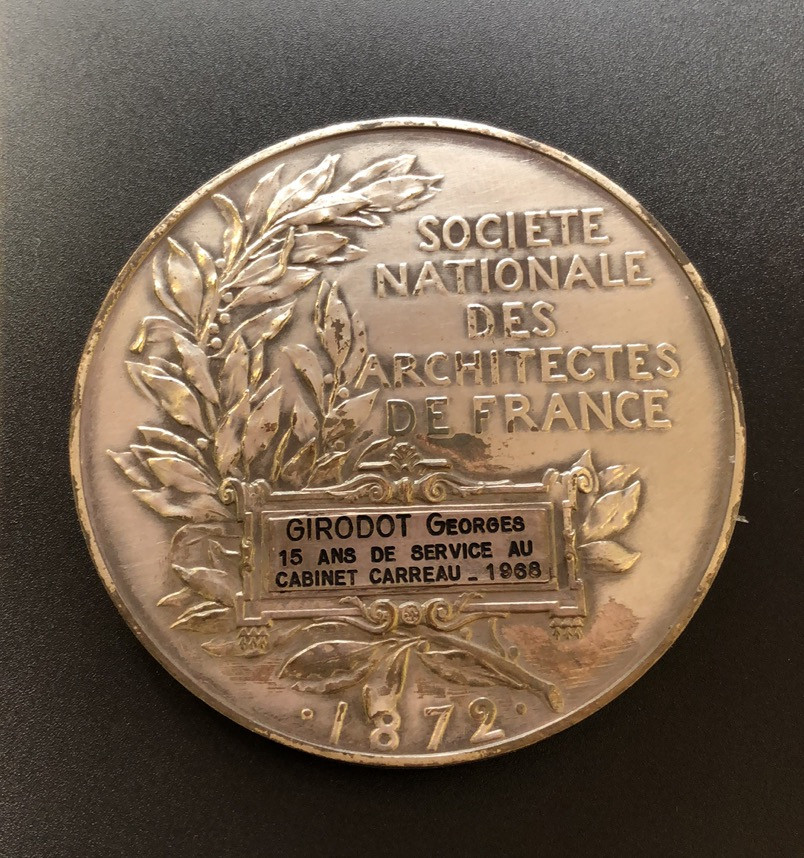 SOCIETE
NATIONALE
DES
ARCHITECTES
DE FRANCE
GIRODOT GEORGES
15 ANS DE SERVICE AU
CABINET CARREAU _ 1968
· 1872 ·